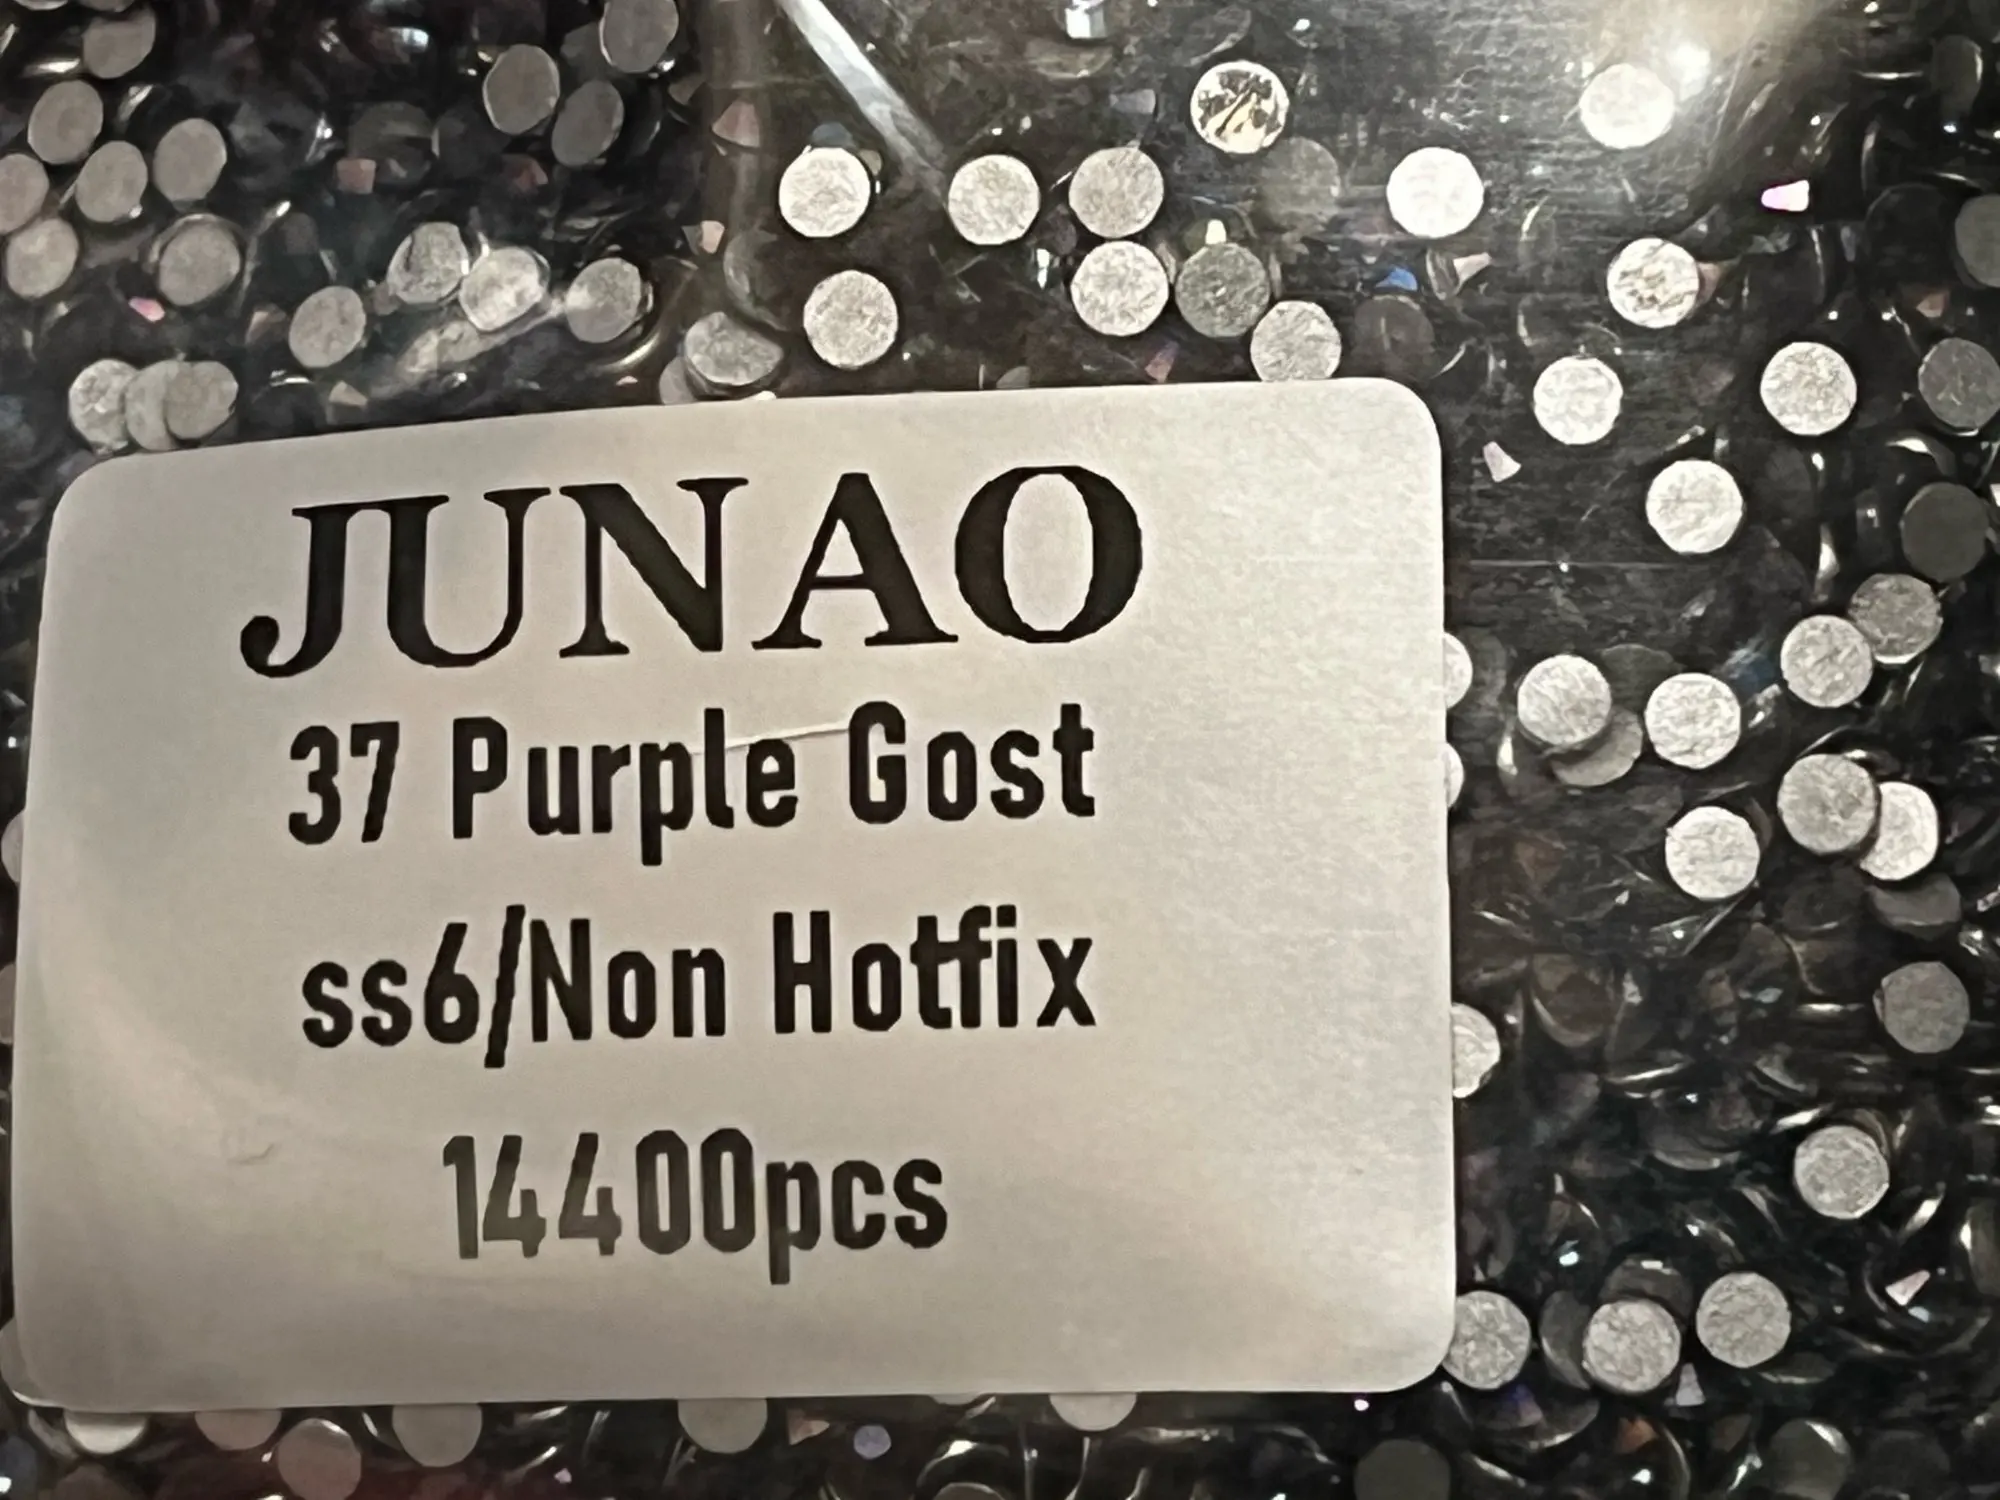 JUNAO
37 Purple Gost
ss6/Non Hotfix
14400pcs